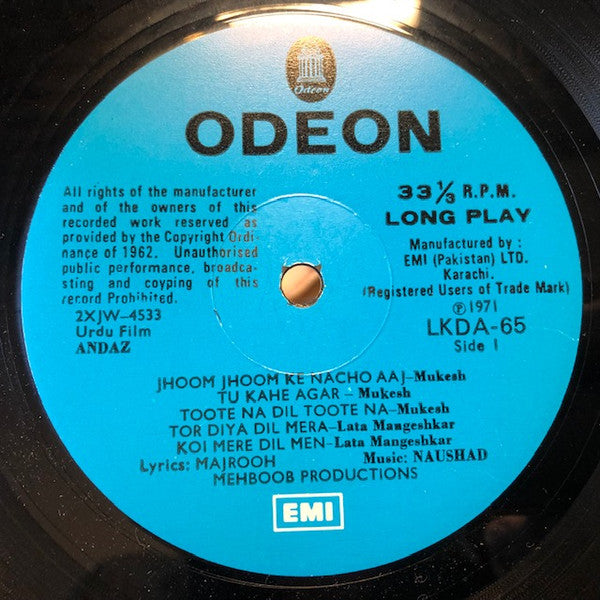 Odeon
ODEON
All rights of the manufacturer
and of the owners of this
recorded work reserved as
provided by the Copyright Ordi-
nance of 1962. Unauthorised
public performance, broadcas-
ting and coyping of this
record Prohibited.
2XJW-4533
Urdu Film
ANDAZ
33⅓ R.P.M.
LONG PLAY
Manufactured by :
EMI (Pakistan) LTD.
Karachi.
(Registered Users of Trade Mark)
Ⓟ1971
LKDA-65
Side 1
JHOOM JHOOM KE NACHO AAJ-Mukesh
TU KAHE AGAR - Mukesh
TOOTE NA DIL TOOTE NA-Mukesh
TOR DIYA DIL MERA-Lata Mangeshkar
KOI MERE DIL MEN-Lata Mangeshkar
Lyrics: MAJROOH Music: NAUSHAD
MEHBOOB PRODUCTIONS
EMI